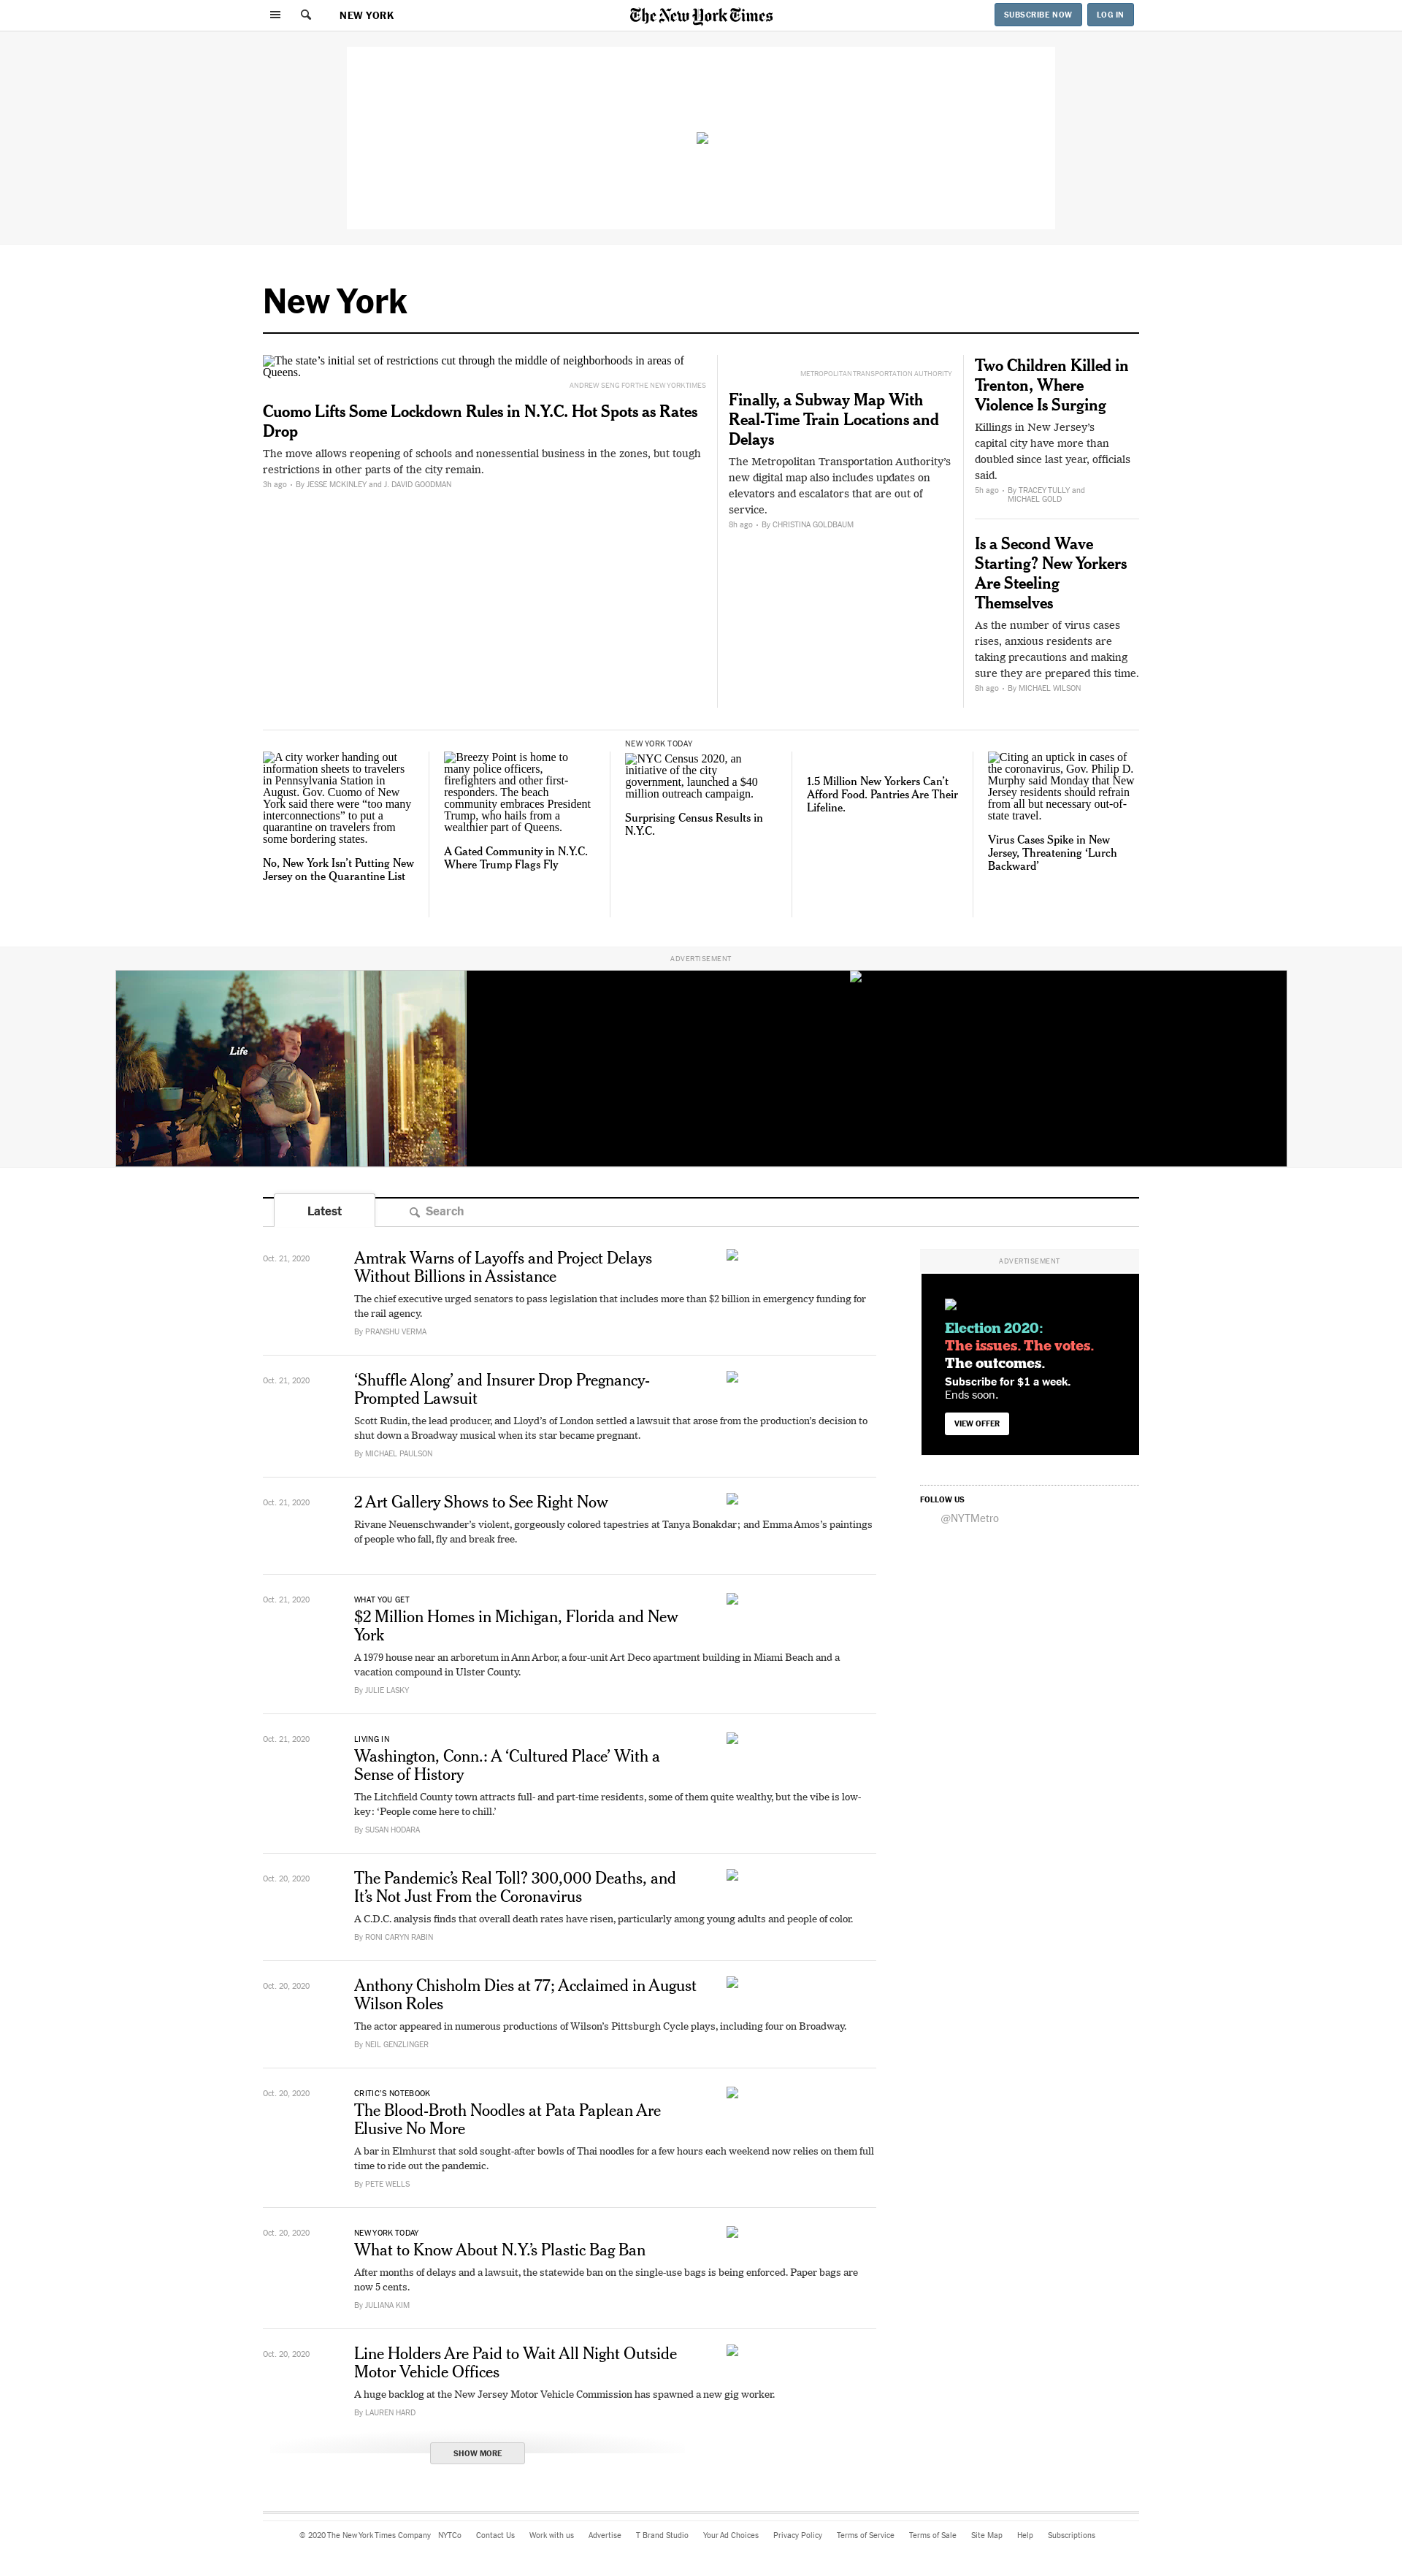 NEW YORK
The New York Times
SUBSCRIBE NOW
LOG IN
New York
The state’s initial set of restrictions cut through the middle of neighborhoods in areas of
Queens.
ANDREW SENG FOR THE NEW YORK TIMES
Cuomo Lifts Some Lockdown Rules in N.Y.C. Hot Spots as Rates
Drop
The move allows reopening of schools and nonessential business in the zones, but tough
restrictions in other parts of the city remain.
3h ago • By JESSE MCKINLEY and J. DAVID GOODMAN
METROPOLITAN TRANSPORTATION AUTHORITY
Finally, a Subway Map With
Real-Time Train Locations and
Delays
The Metropolitan Transportation Authority’s
new digital map also includes updates on
elevators and escalators that are out of
service.
8h ago • By CHRISTINA GOLDBAUM
Two Children Killed in
Trenton, Where
Violence Is Surging
Killings in New Jersey’s
capital city have more than
doubled since last year, officials
said.
5h ago • By TRACEY TULLY and
MICHAEL GOLD
Is a Second Wave
Starting? New Yorkers
Are Steeling
Themselves
As the number of virus cases
rises, anxious residents are
taking precautions and making
sure they are prepared this time.
8h ago • By MICHAEL WILSON
A city worker handing out
information sheets to travelers
in Pennsylvania Station in
August. Gov. Cuomo of New
York said there were “too many
interconnections” to put a
quarantine on travelers from
some bordering states.
No, New York Isn’t Putting New
Jersey on the Quarantine List
Breezy Point is home to
many police officers,
firefighters and other first-
responders. The beach
community embraces President
Trump, who hails from a
wealthier part of Queens.
A Gated Community in N.Y.C.
Where Trump Flags Fly
NEW YORK TODAY
NYC Census 2020, an
initiative of the city
government, launched a $40
million outreach campaign.
Surprising Census Results in
N.Y.C.
1.5 Million New Yorkers Can’t
Afford Food. Pantries Are Their
Lifeline.
Citing an uptick in cases of
the coronavirus, Gov. Philip D.
Murphy said Monday that New
Jersey residents should refrain
from all but necessary out-of-
state travel.
Virus Cases Spike in New
Jersey, Threatening ‘Lurch
Backward’
ADVERTISEMENT
Life
Latest
Search
Oct. 21, 2020
Amtrak Warns of Layoffs and Project Delays
Without Billions in Assistance
The chief executive urged senators to pass legislation that includes more than $2 billion in emergency funding for
the rail agency.
By PRANSHU VERMA
Oct. 21, 2020
‘Shuffle Along’ and Insurer Drop Pregnancy-
Prompted Lawsuit
Scott Rudin, the lead producer, and Lloyd’s of London settled a lawsuit that arose from the production’s decision to
shut down a Broadway musical when its star became pregnant.
By MICHAEL PAULSON
Oct. 21, 2020
2 Art Gallery Shows to See Right Now
Rivane Neuenschwander’s violent, gorgeously colored tapestries at Tanya Bonakdar; and Emma Amos’s paintings
of people who fall, fly and break free.
Oct. 21, 2020
WHAT YOU GET
$2 Million Homes in Michigan, Florida and New
York
A 1979 house near an arboretum in Ann Arbor, a four-unit Art Deco apartment building in Miami Beach and a
vacation compound in Ulster County.
By JULIE LASKY
Oct. 21, 2020
LIVING IN
Washington, Conn.: A ‘Cultured Place’ With a
Sense of History
The Litchfield County town attracts full- and part-time residents, some of them quite wealthy, but the vibe is low-
key: ‘People come here to chill.’
By SUSAN HODARA
Oct. 20, 2020
The Pandemic’s Real Toll? 300,000 Deaths, and
It’s Not Just From the Coronavirus
A C.D.C. analysis finds that overall death rates have risen, particularly among young adults and people of color.
By RONI CARYN RABIN
Oct. 20, 2020
Anthony Chisholm Dies at 77; Acclaimed in August
Wilson Roles
The actor appeared in numerous productions of Wilson’s Pittsburgh Cycle plays, including four on Broadway.
By NEIL GENZLINGER
Oct. 20, 2020
CRITIC’S NOTEBOOK
The Blood-Broth Noodles at Pata Paplean Are
Elusive No More
A bar in Elmhurst that sold sought-after bowls of Thai noodles for a few hours each weekend now relies on them full
time to ride out the pandemic.
By PETE WELLS
Oct. 20, 2020
NEW YORK TODAY
What to Know About N.Y.’s Plastic Bag Ban
After months of delays and a lawsuit, the statewide ban on the single-use bags is being enforced. Paper bags are
now 5 cents.
By JULIANA KIM
Oct. 20, 2020
Line Holders Are Paid to Wait All Night Outside
Motor Vehicle Offices
A huge backlog at the New Jersey Motor Vehicle Commission has spawned a new gig worker.
By LAUREN HARD
SHOW MORE
ADVERTISEMENT
Election 2020:
The issues. The votes.
The outcomes.
Subscribe for $1 a week.
Ends soon.
VIEW OFFER
FOLLOW US
@NYTMetro
© 2020 The New York Times Company NYTCo Contact Us Work with us Advertise T Brand Studio Your Ad Choices Privacy Policy Terms of Service Terms of Sale Site Map Help Subscriptions